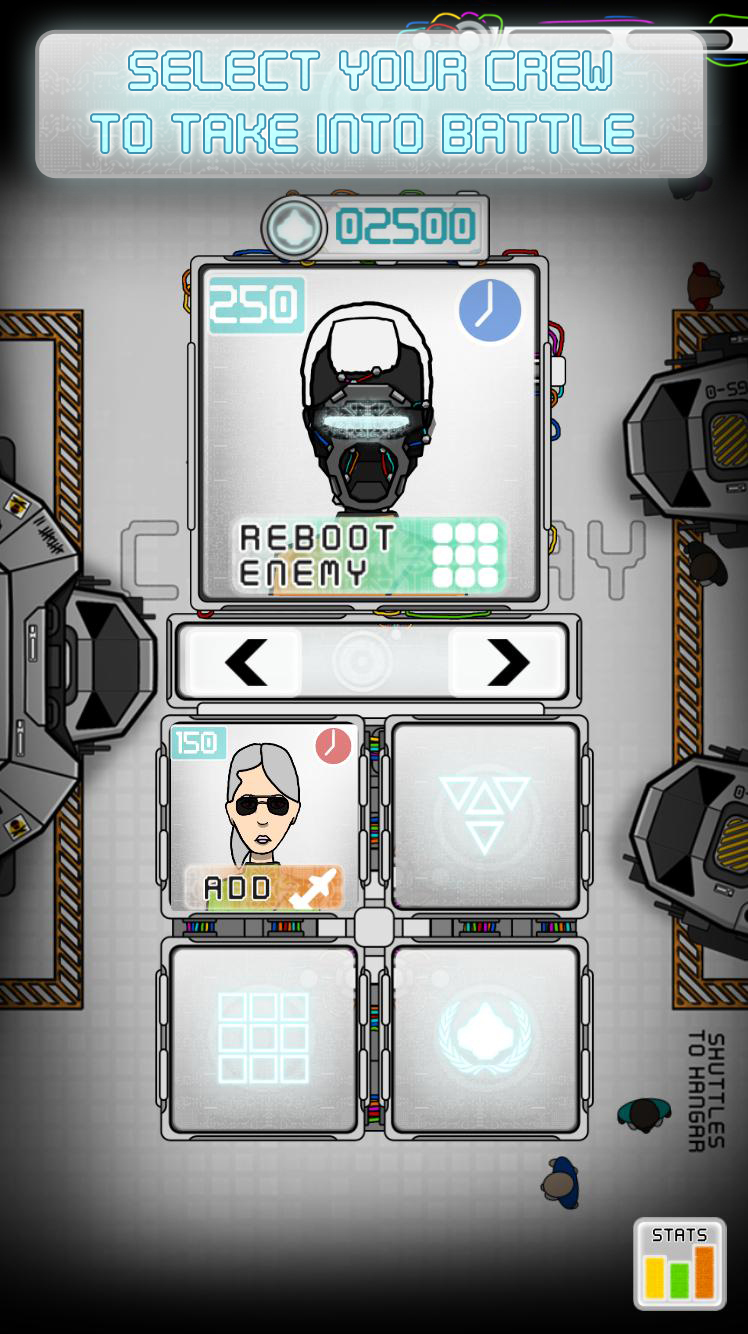 SELECT YOUR CREW
TO TAKE INTO BATTLE
02500
250
REBOOT
ENEMY
150
ADD
SHUTTLES
TO HANGAR
STATS